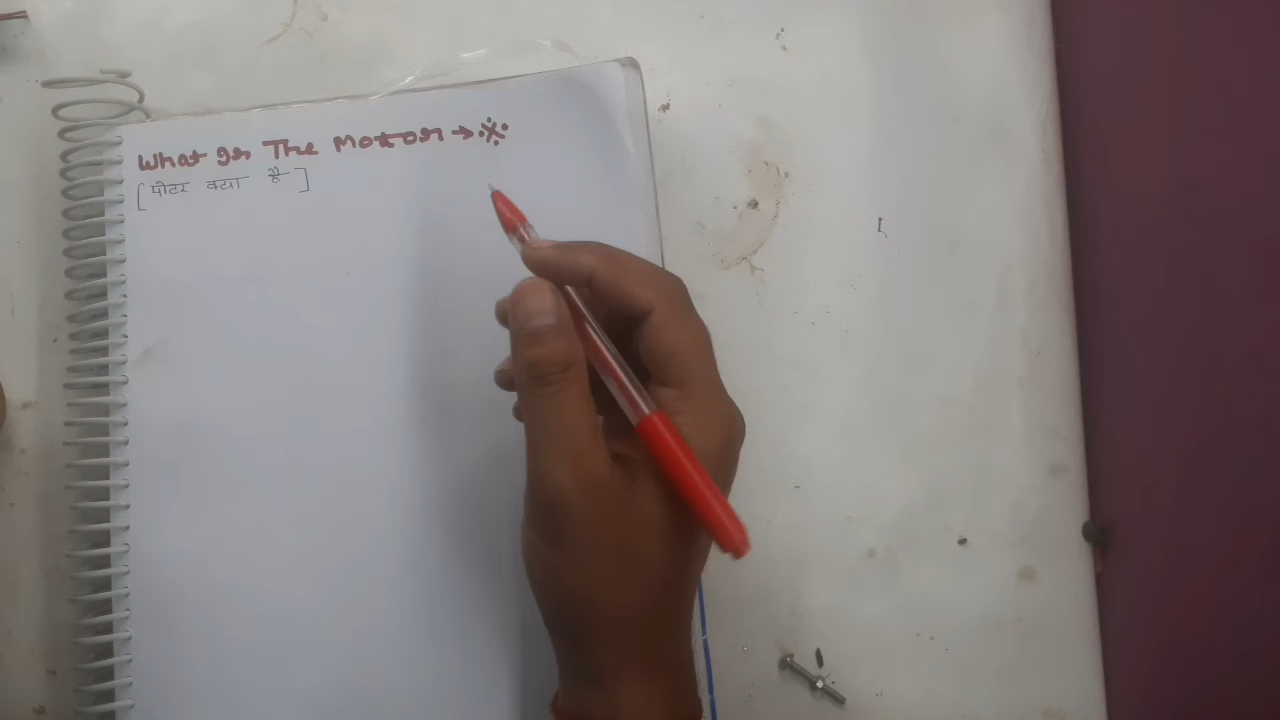 What is The Motor → ※
[ मोटर क्या है ]